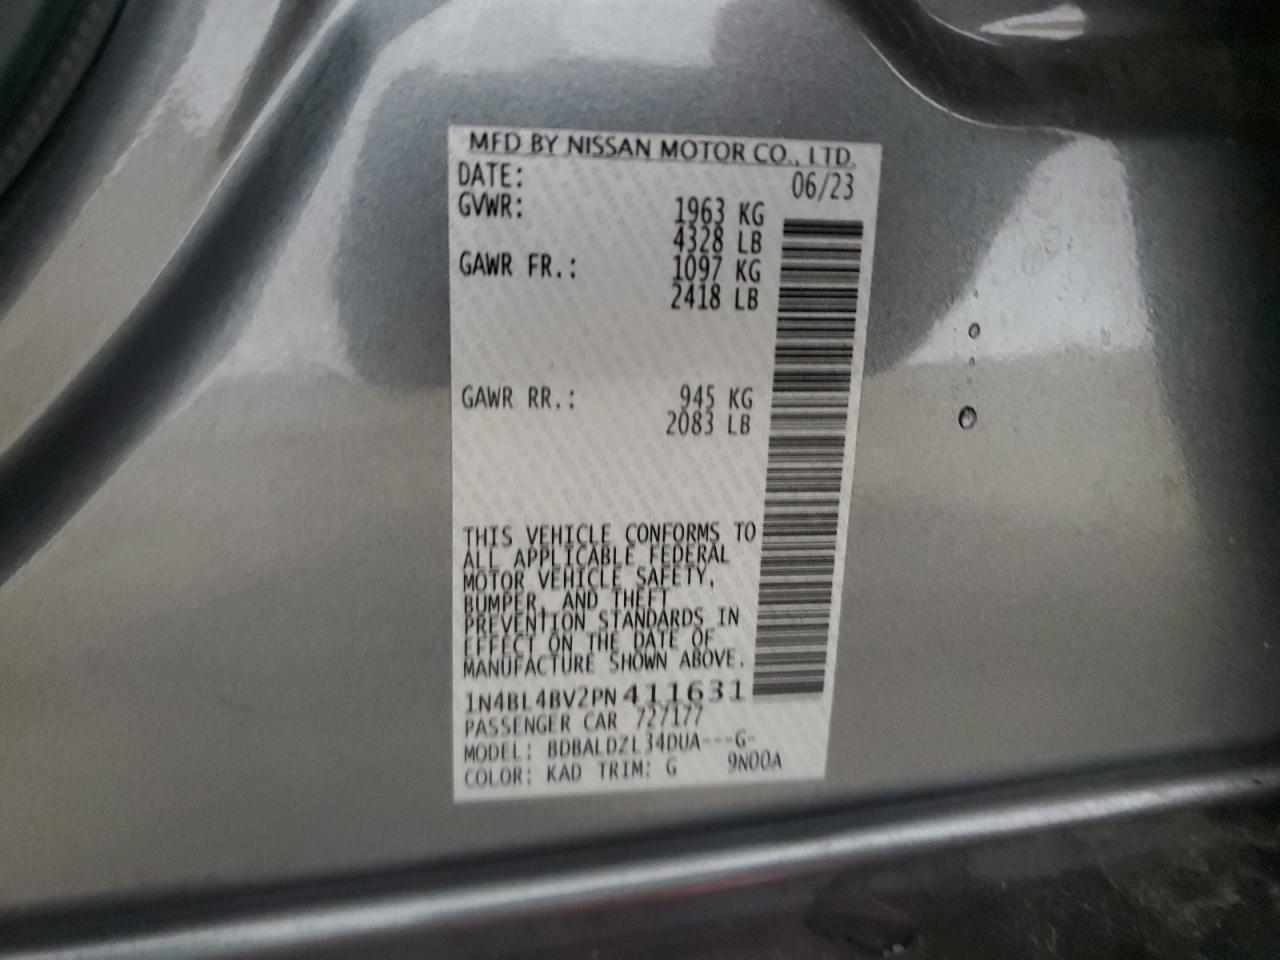 MFD BY NISSAN MOTOR CO., LTD.
DATE: 06/23
GVWR: 1963 KG
4328 LB
GAWR FR.: 1097 KG
2418 LB
GAWR RR.: 945 KG
2083 LB
THIS VEHICLE CONFORMS TO
ALL APPLICABLE FEDERAL
MOTOR VEHICLE SAFETY,
BUMPER, AND THEFT
PREVENTION STANDARDS IN
EFFECT ON THE DATE OF
MANUFACTURE SHOWN ABOVE.
1N4BL4BV2PN411631
PASSENGER CAR 727177
MODEL: BDBALDZL34DUA---G-
COLOR: KAD TRIM: G 9N00A